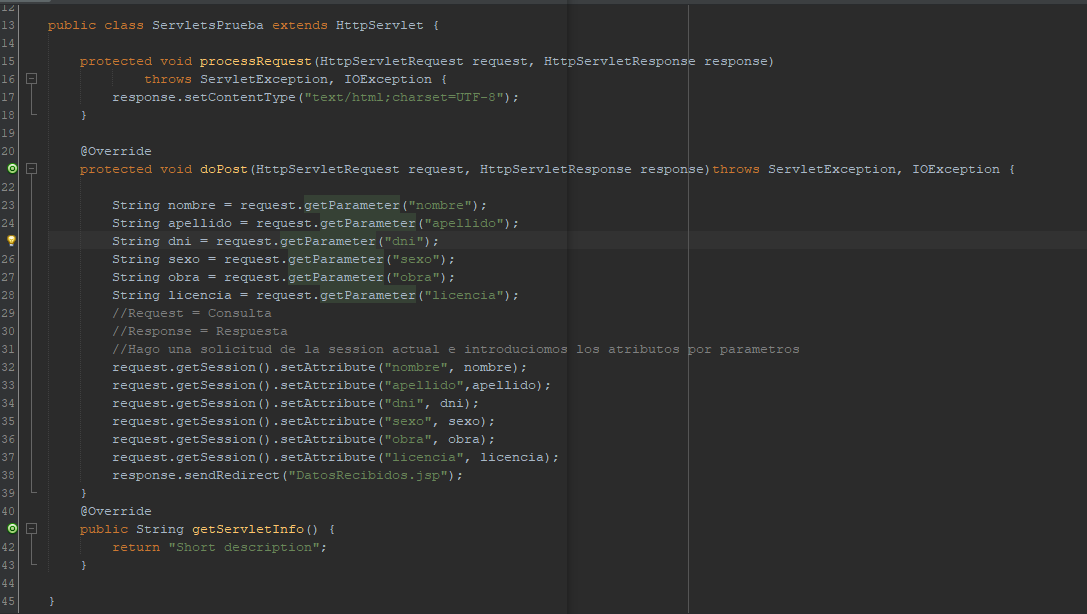 12
13 public class ServletsPrueba extends HttpServlet {
14
15 protected void processRequest(HttpServletRequest request, HttpServletResponse response)
16 throws ServletException, IOException {
17 response.setContentType("text/html;charset=UTF-8");
18 }
19
20 @Override
protected void doPost(HttpServletRequest request, HttpServletResponse response)throws ServletException, IOException {
22
23 String nombre = request.getParameter("nombre");
24 String apellido = request.getParameter("apellido");
String dni = request.getParameter("dni");
26 String sexo = request.getParameter("sexo");
27 String obra = request.getParameter("obra");
28 String licencia = request.getParameter("licencia");
29 //Request = Consulta
30 //Response = Respuesta
31 //Hago una solicitud de la session actual e introduciomos los atributos por parametros
32 request.getSession().setAttribute("nombre", nombre);
33 request.getSession().setAttribute("apellido",apellido);
34 request.getSession().setAttribute("dni", dni);
35 request.getSession().setAttribute("sexo", sexo);
36 request.getSession().setAttribute("obra", obra);
37 request.getSession().setAttribute("licencia", licencia);
38 response.sendRedirect("DatosRecibidos.jsp");
39 }
40 @Override
public String getServletInfo() {
42 return "Short description";
43 }
44
45 }